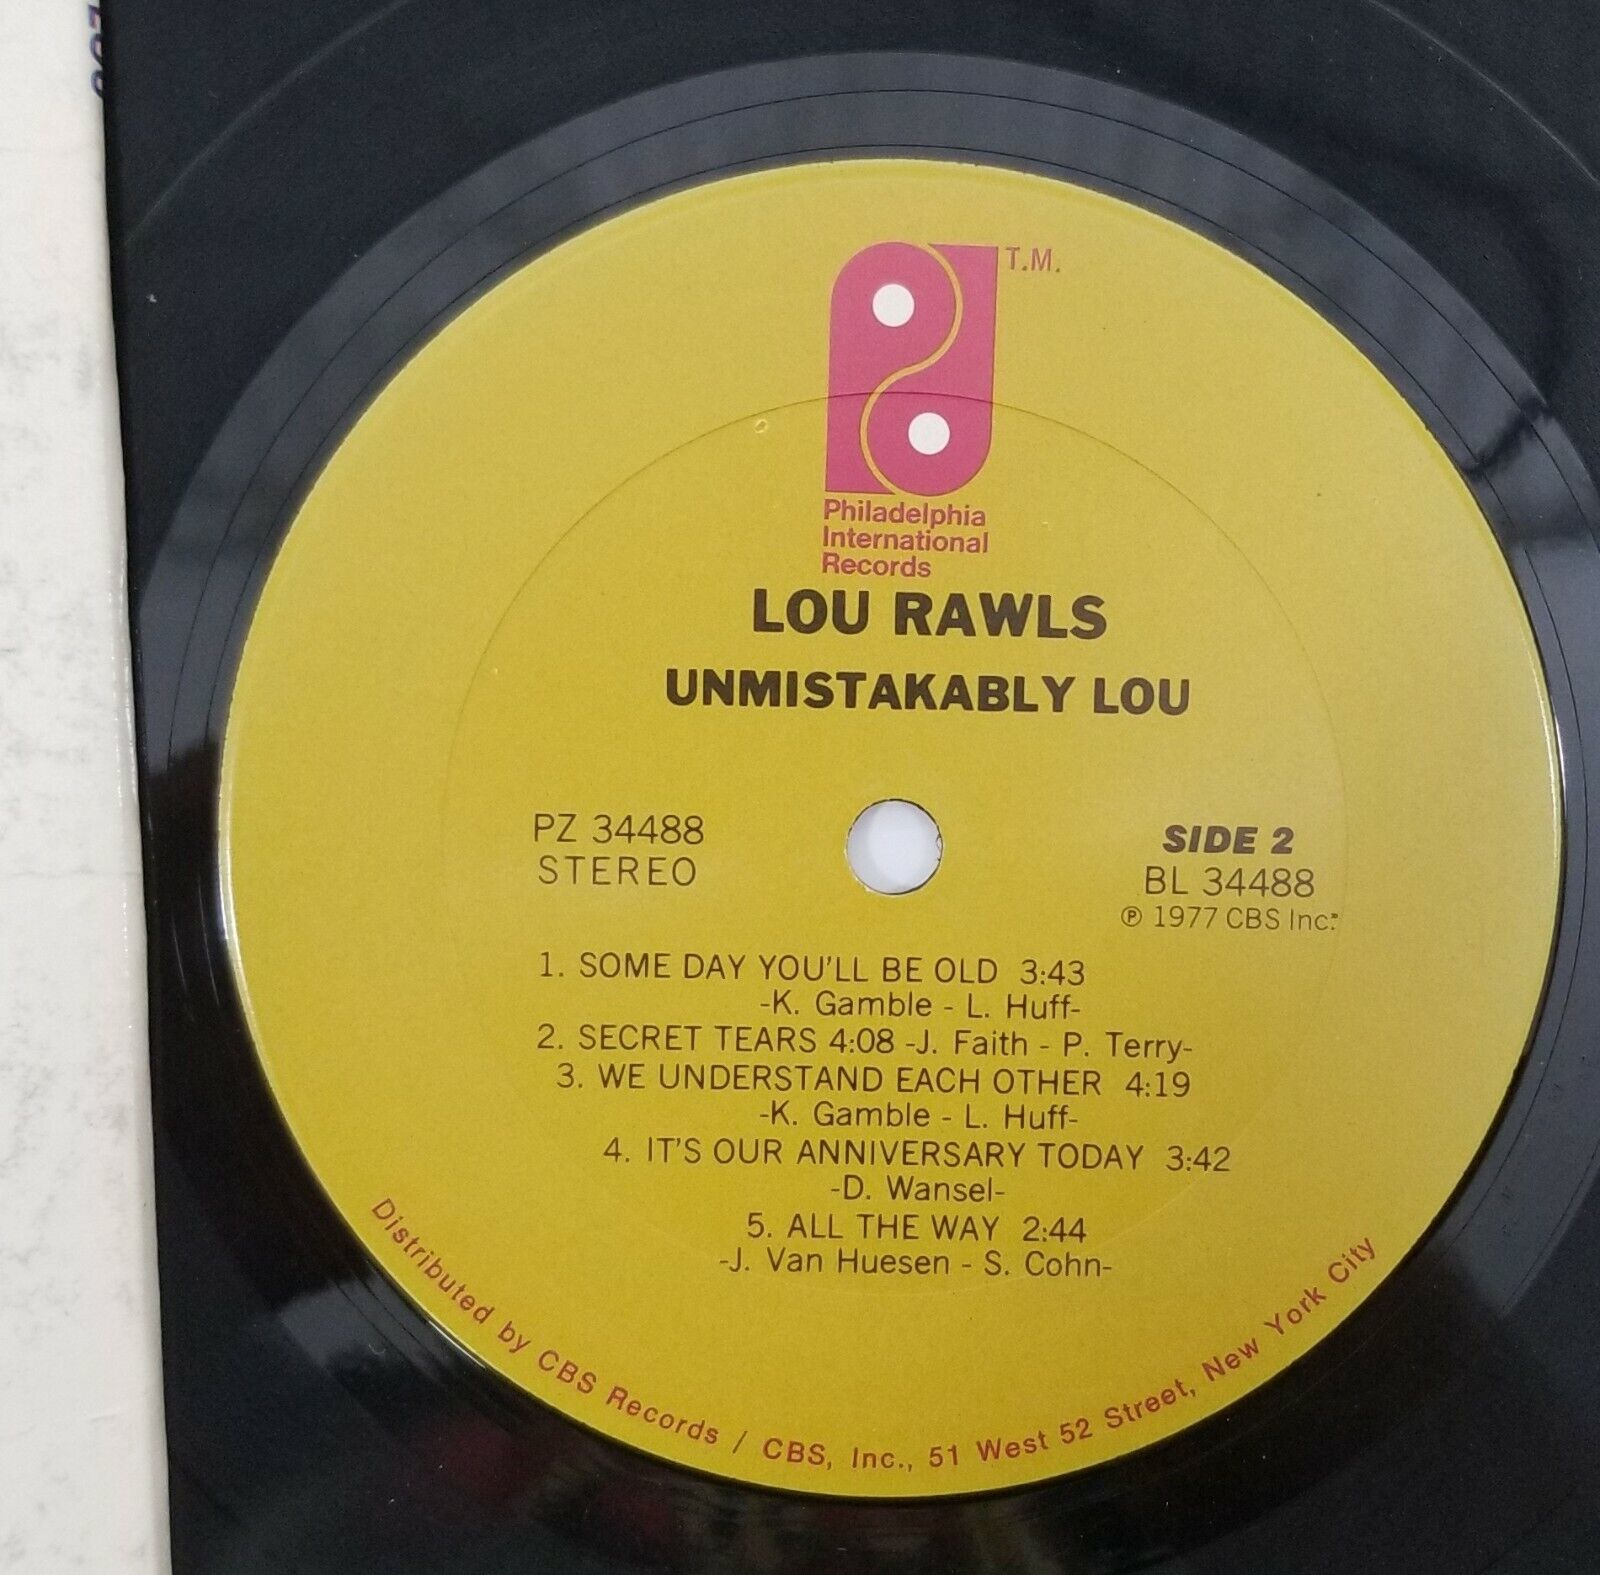 T.M.
Philadelphia
International
Records
LOU RAWLS
UNMISTAKABLY LOU
PZ 34488
STEREO
SIDE 2
BL 34488
℗ 1977 CBS Inc.
1. SOME DAY YOU'LL BE OLD 3:43
-K. Gamble - L. Huff-
2. SECRET TEARS 4:08 -J. Faith - P. Terry-
3. WE UNDERSTAND EACH OTHER 4:19
-K. Gamble - L. Huff-
4. IT'S OUR ANNIVERSARY TODAY 3:42
-D. Wansel-
5. ALL THE WAY 2:44
-J. Van Huesen - S. Cohn-
Distributed by CBS Records / CBS, Inc., 51 West 52 Street, New York City